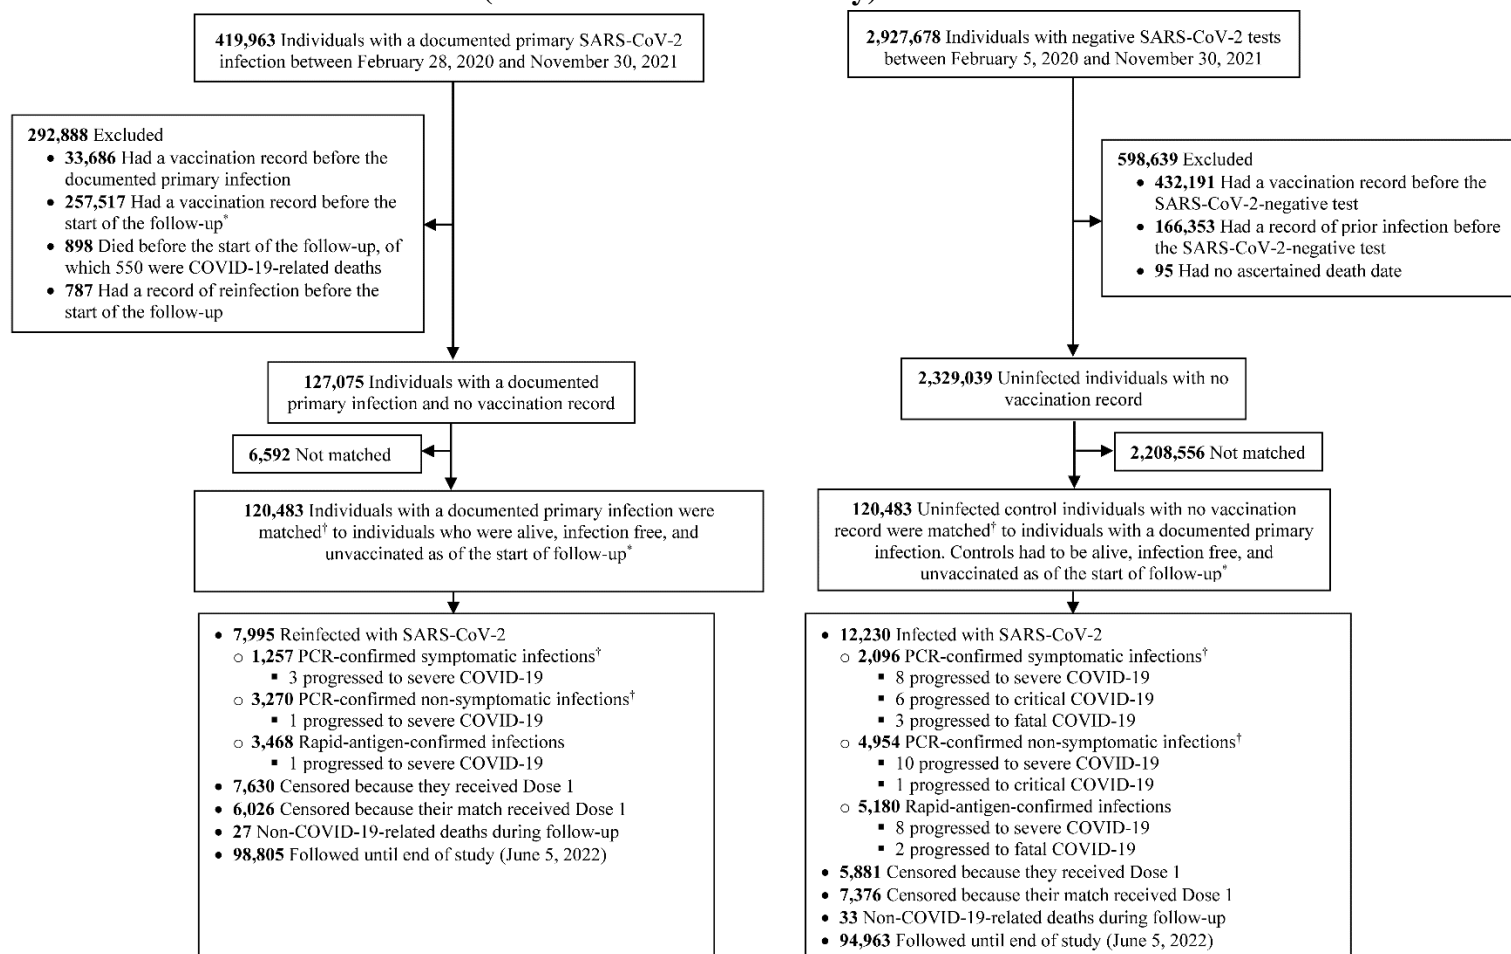 419,963 Individuals with a documented primary SARS-CoV-2
infection between February 28, 2020 and November 30, 2021
292,888 Excluded
• 33,686 Had a vaccination record before the
documented primary infection
• 257,517 Had a vaccination record before the
start of the follow-up*
• 898 Died before the start of the follow-up, of
which 550 were COVID-19-related deaths
• 787 Had a record of reinfection before the
start of the follow-up
127,075 Individuals with a documented
primary infection and no vaccination record
6,592 Not matched
120,483 Individuals with a documented primary infection were
matched† to individuals who were alive, infection free, and
unvaccinated as of the start of follow-up*
• 7,995 Reinfected with SARS-CoV-2
○ 1,257 PCR-confirmed symptomatic infections†
▪ 3 progressed to severe COVID-19
○ 3,270 PCR-confirmed non-symptomatic infections†
▪ 1 progressed to severe COVID-19
○ 3,468 Rapid-antigen-confirmed infections
▪ 1 progressed to severe COVID-19
• 7,630 Censored because they received Dose 1
• 6,026 Censored because their match received Dose 1
• 27 Non-COVID-19-related deaths during follow-up
• 98,805 Followed until end of study (June 5, 2022)
2,927,678 Individuals with negative SARS-CoV-2 tests
between February 5, 2020 and November 30, 2021
598,639 Excluded
• 432,191 Had a vaccination record before the
SARS-CoV-2-negative test
• 166,353 Had a record of prior infection before
the SARS-CoV-2-negative test
• 95 Had no ascertained death date
2,329,039 Uninfected individuals with no
vaccination record
2,208,556 Not matched
120,483 Uninfected control individuals with no vaccination
record were matched† to individuals with a documented primary
infection. Controls had to be alive, infection free, and
unvaccinated as of the start of follow-up*
• 12,230 Infected with SARS-CoV-2
○ 2,096 PCR-confirmed symptomatic infections†
▪ 8 progressed to severe COVID-19
▪ 6 progressed to critical COVID-19
▪ 3 progressed to fatal COVID-19
○ 4,954 PCR-confirmed non-symptomatic infections†
▪ 10 progressed to severe COVID-19
▪ 1 progressed to critical COVID-19
○ 5,180 Rapid-antigen-confirmed infections
▪ 8 progressed to severe COVID-19
▪ 2 progressed to fatal COVID-19
• 5,881 Censored because they received Dose 1
• 7,376 Censored because their match received Dose 1
• 33 Non-COVID-19-related deaths during follow-up
• 94,963 Followed until end of study (June 5, 2022)